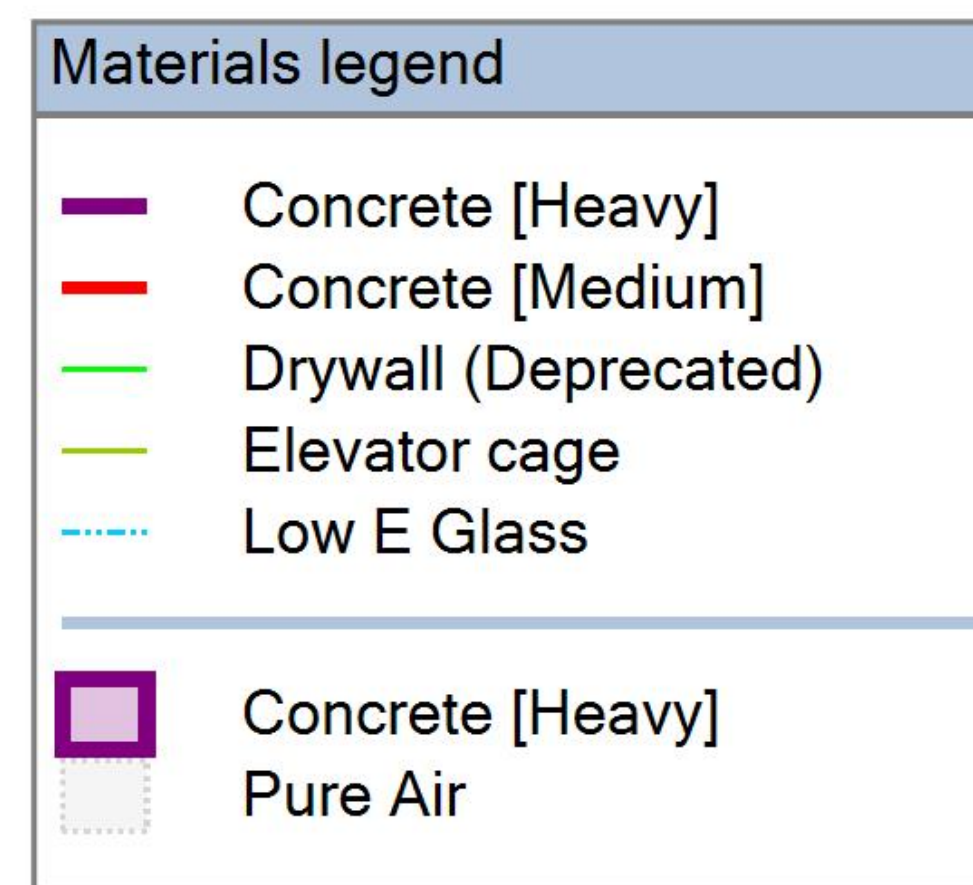 Materials legend
Concrete [Heavy]
Concrete [Medium]
Drywall (Deprecated)
Elevator cage
Low E Glass
Concrete [Heavy]
Pure Air